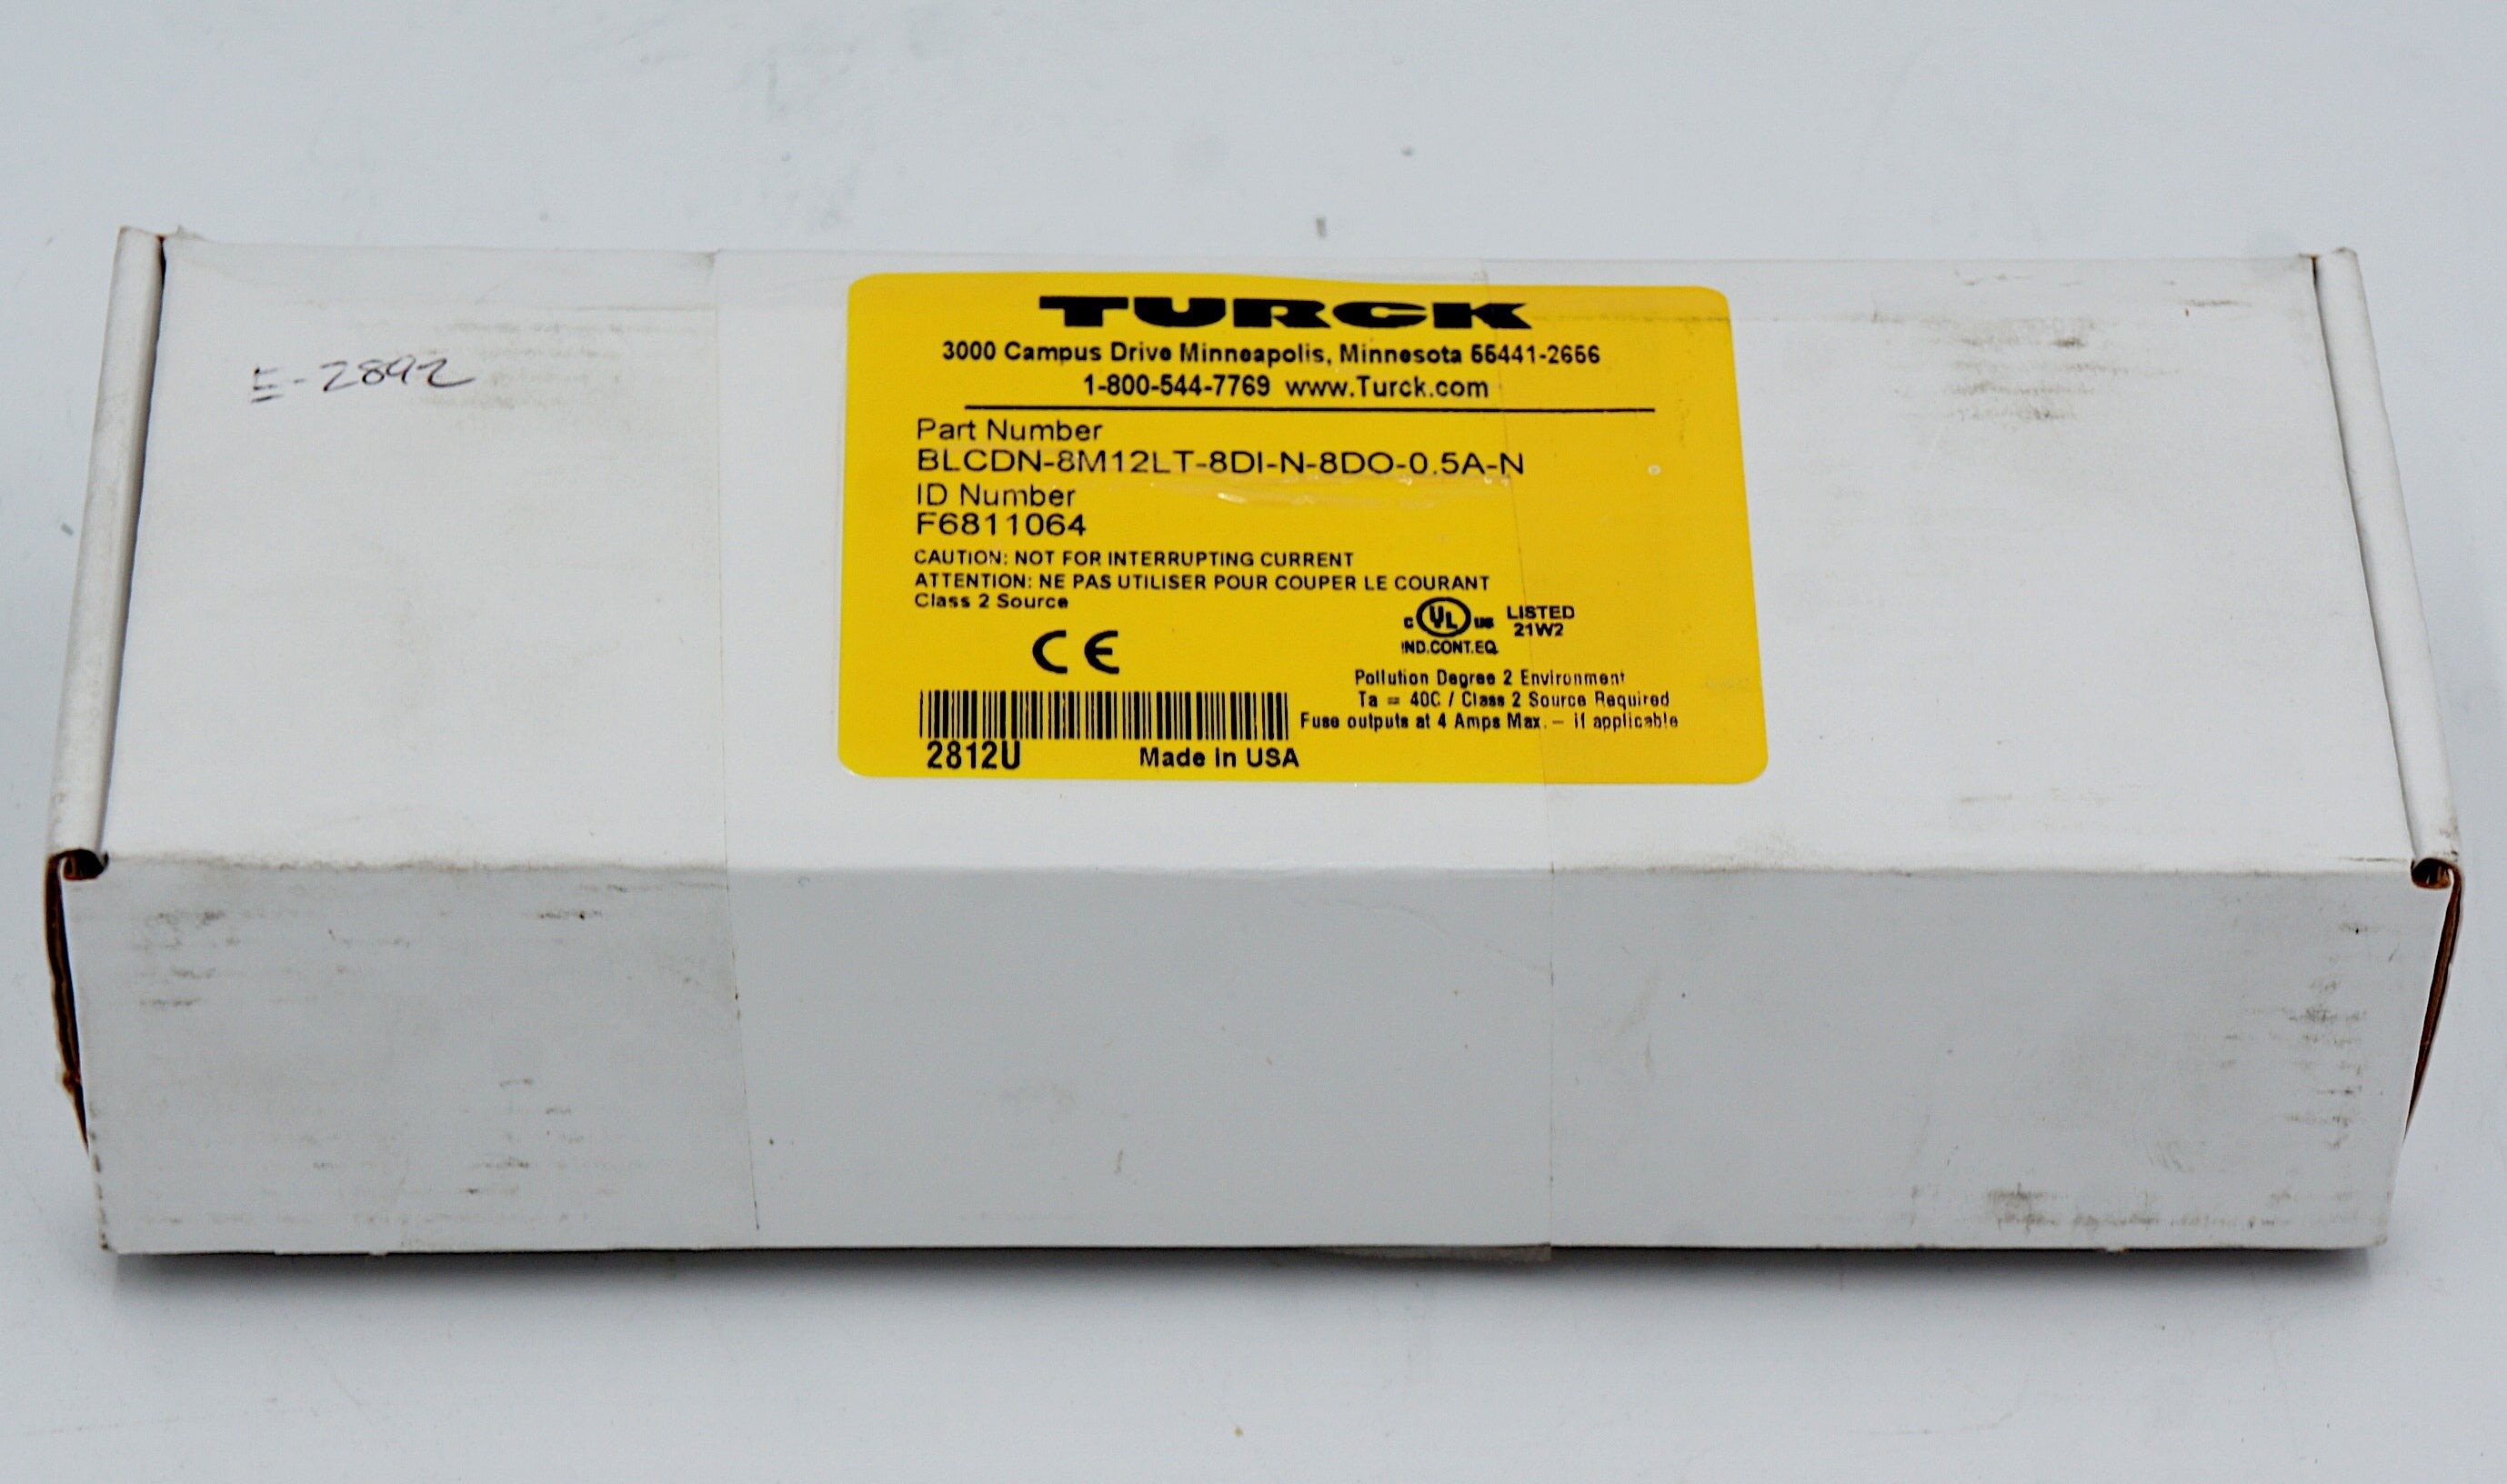 E-2892
TURCK
3000 Campus Drive Minneapolis, Minnesota 55441-2656
1-800-544-7769 www.Turck.com
Part Number
BLCDN-8M12LT-8DI-N-8DO-0.5A-N
ID Number
F6811064
CAUTION: NOT FOR INTERRUPTING CURRENT
ATTENTION: NE PAS UTILISER POUR COUPER LE COURANT
Class 2 Source
CE
c UL us LISTED
21W2
IND.CONT.EQ.
Pollution Degree 2 Environment
Ta = 40C / Class 2 Source Required
Fuse outputs at 4 Amps Max. – if applicable
2812U
Made in USA